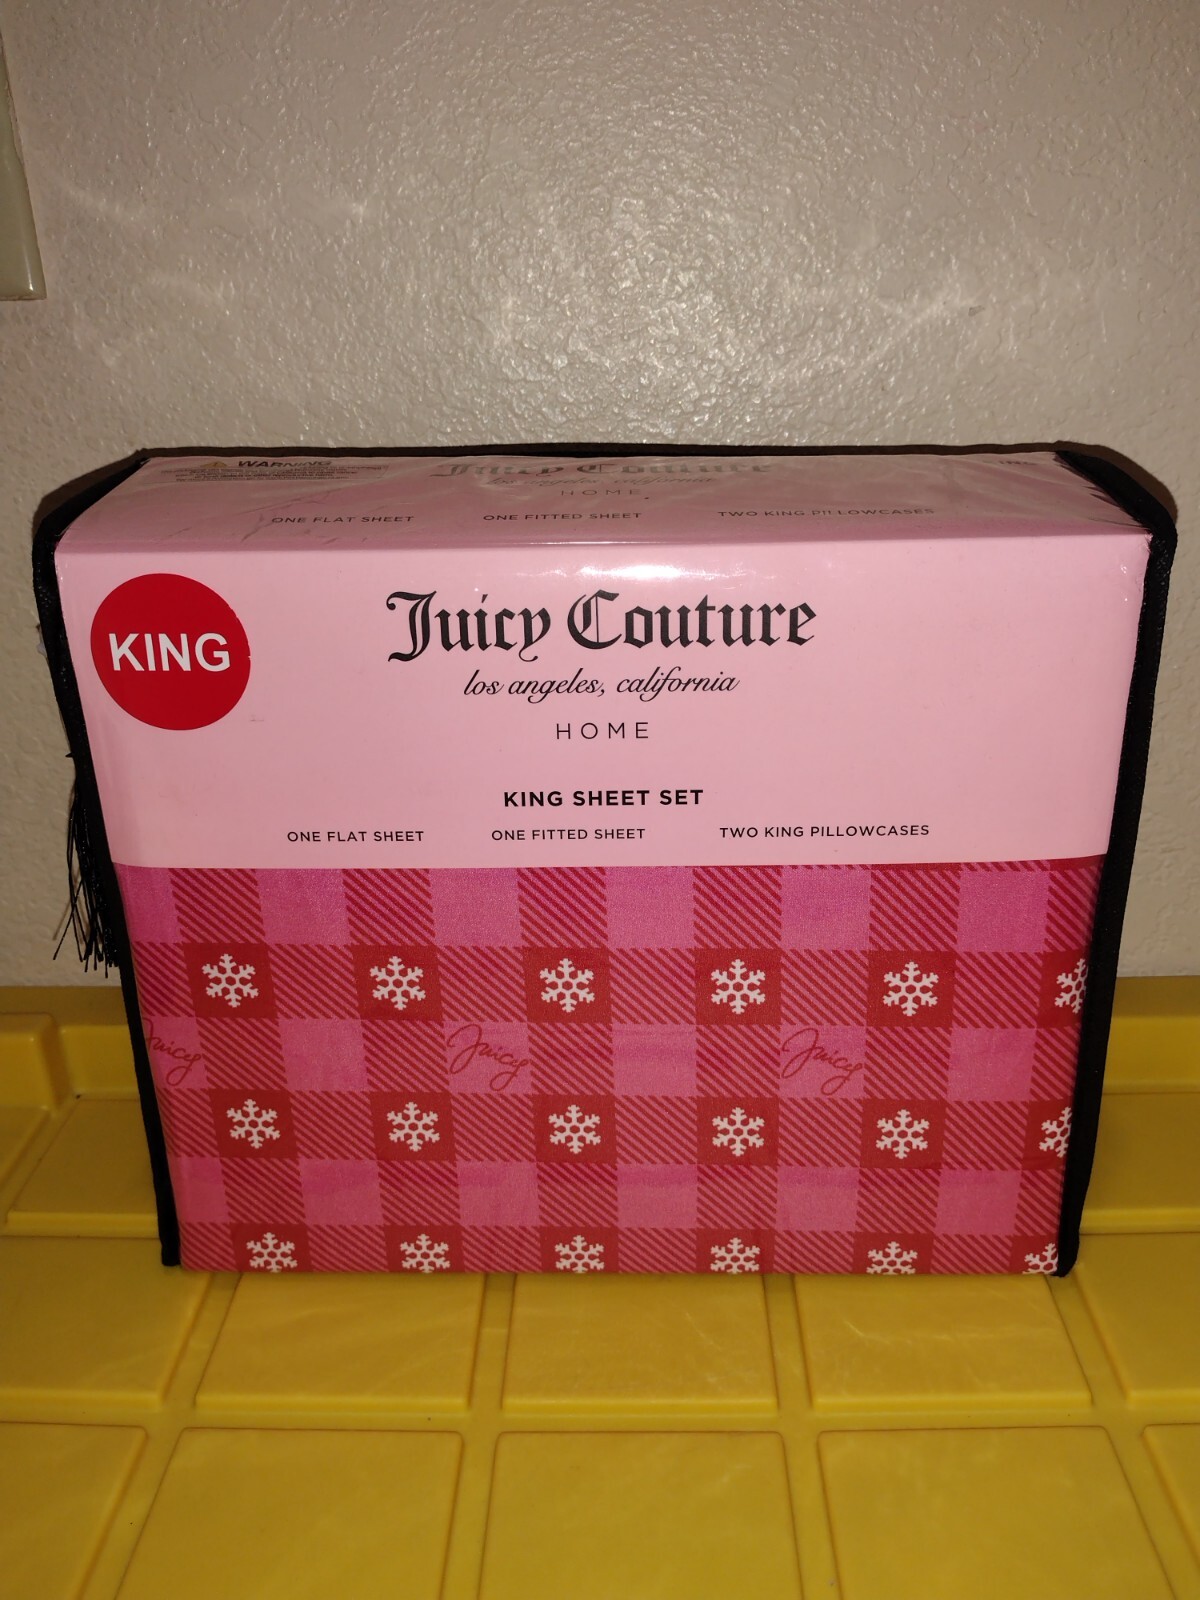 WARNING
Juicy Couture
los angeles, california
HOME
ONE FLAT SHEET ONE FITTED SHEET TWO KING PILLOWCASES
KING
Juicy Couture
los angeles, california
HOME
KING SHEET SET
ONE FLAT SHEET ONE FITTED SHEET TWO KING PILLOWCASES
Juicy Juicy Juicy